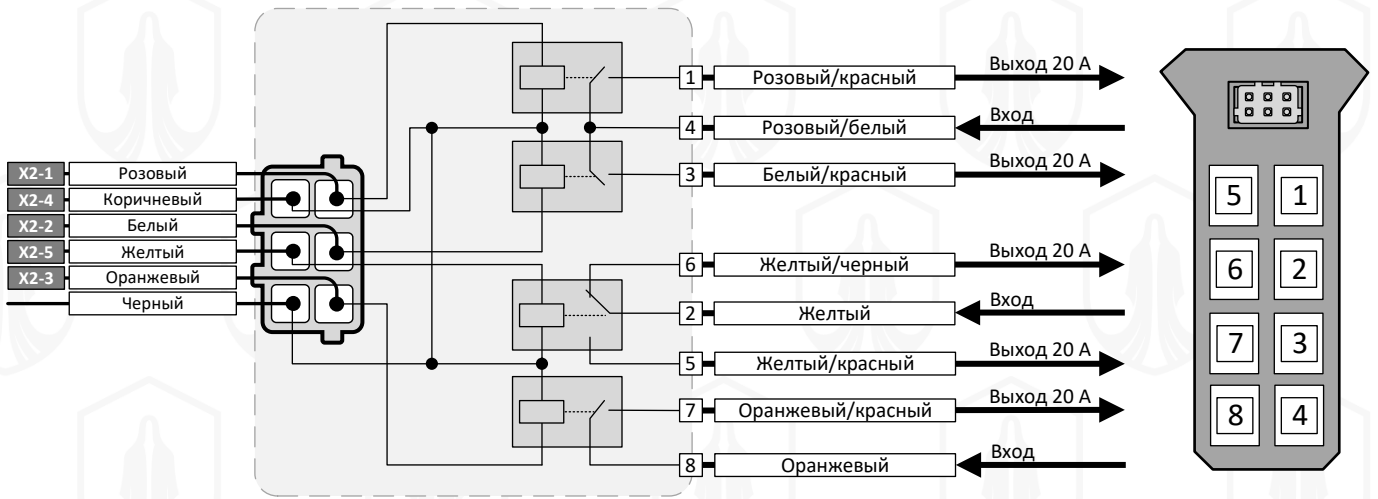 X2-1 Розовый
X2-4 Коричневый
X2-2 Белый
X2-5 Желтый
X2-3 Оранжевый
Черный
1 Розовый/красный Выход 20 А
4 Розовый/белый Вход
3 Белый/красный Выход 20 А
6 Желтый/черный Выход 20 А
2 Желтый Вход
5 Желтый/красный Выход 20 А
7 Оранжевый/красный Выход 20 А
8 Оранжевый Вход
5 1
6 2
7 3
8 4